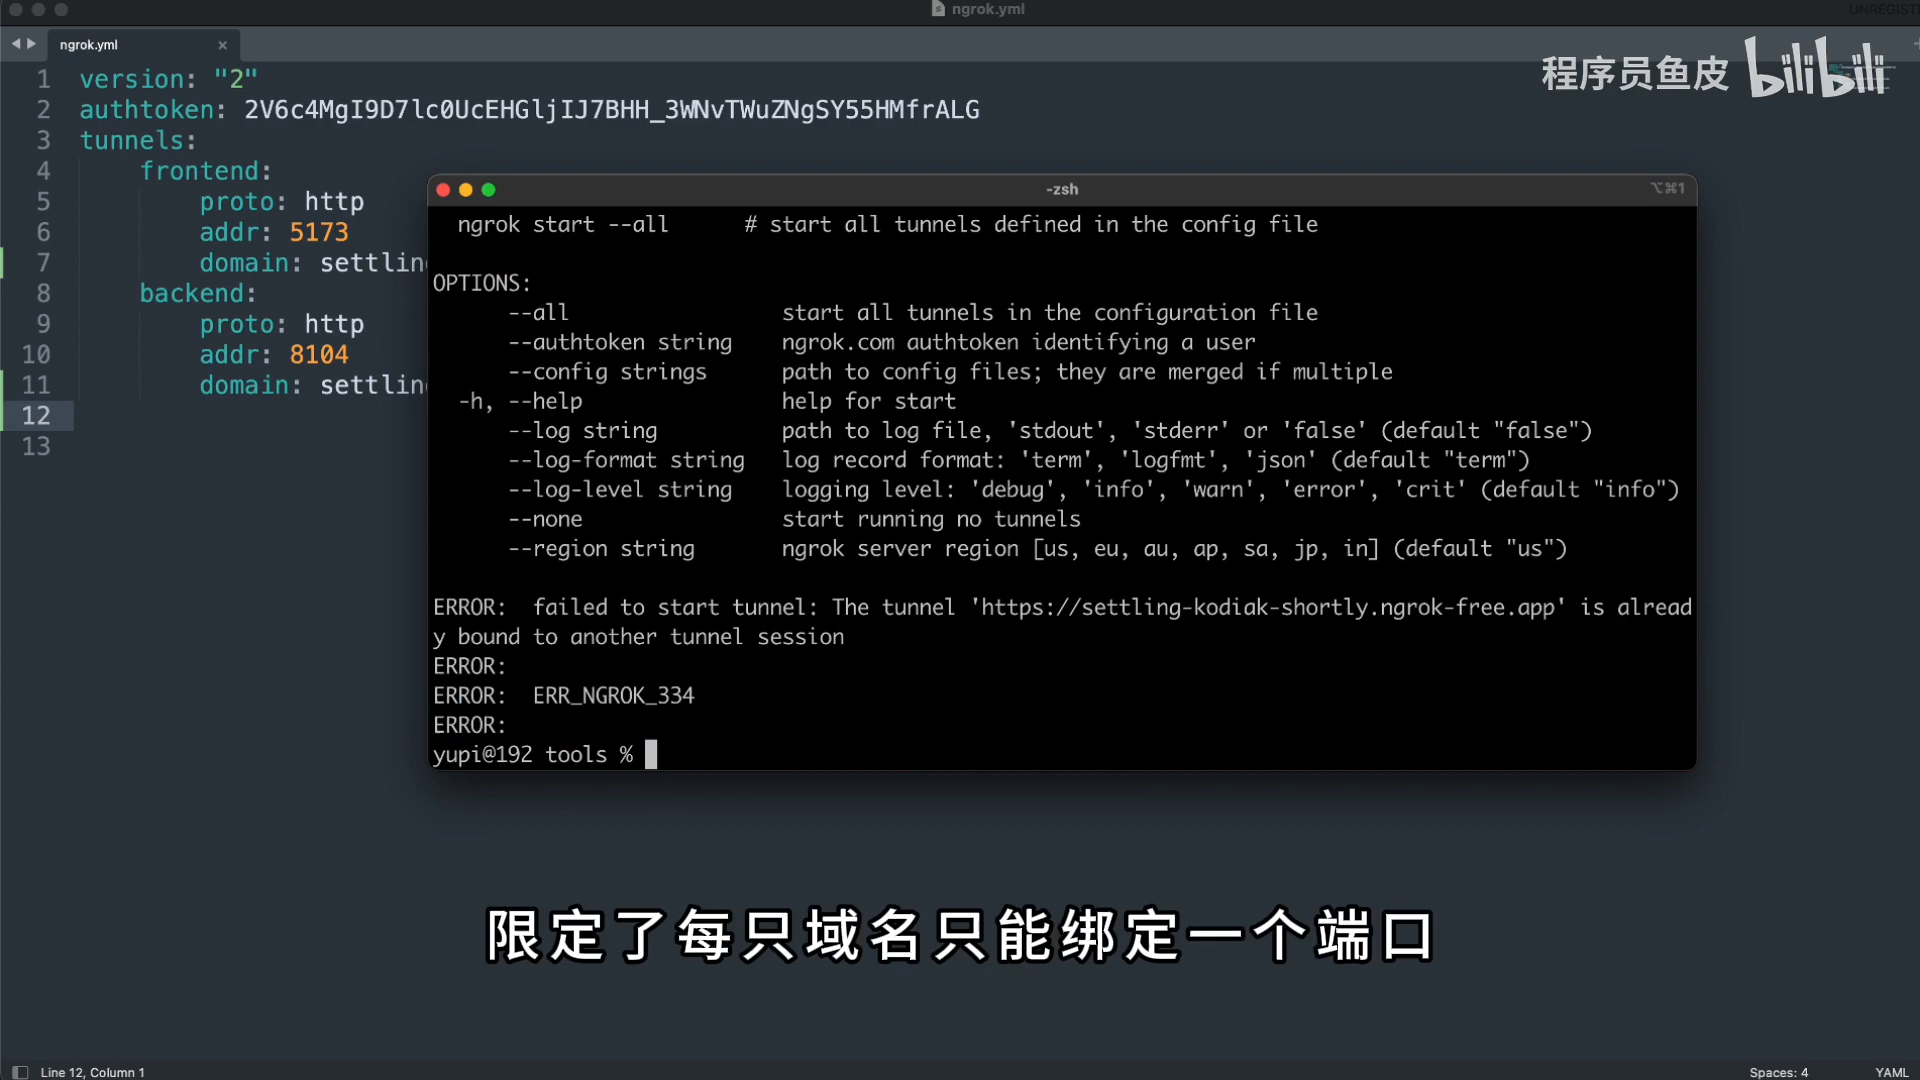 ngrok.yml
UNREGIST
ngrok.yml ×
程序员鱼皮 bilibili
1 version: "2"
2 authtoken: 2V6c4MgI9D7lc0UcEHGljIJ7BHH_3WNvTWuZNgSY55HMfrALG
3 tunnels:
4 frontend:
5 proto: http
6 addr: 5173
7 domain: settling
8 backend:
9 proto: http
10 addr: 8104
11 domain: settling
12
13
-zsh
⌥⌘1
ngrok start --all # start all tunnels defined in the config file
OPTIONS:
--all start all tunnels in the configuration file
--authtoken string ngrok.com authtoken identifying a user
--config strings path to config files; they are merged if multiple
-h, --help help for start
--log string path to log file, 'stdout', 'stderr' or 'false' (default "false")
--log-format string log record format: 'term', 'logfmt', 'json' (default "term")
--log-level string logging level: 'debug', 'info', 'warn', 'error', 'crit' (default "info")
--none start running no tunnels
--region string ngrok server region [us, eu, au, ap, sa, jp, in] (default "us")
ERROR: failed to start tunnel: The tunnel 'https://settling-kodiak-shortly.ngrok-free.app' is alread
y bound to another tunnel session
ERROR:
ERROR: ERR_NGROK_334
ERROR:
yupi@192 tools %
限定了每只域名只能绑定一个端口
Line 12, Column 1
Spaces: 4
YAML